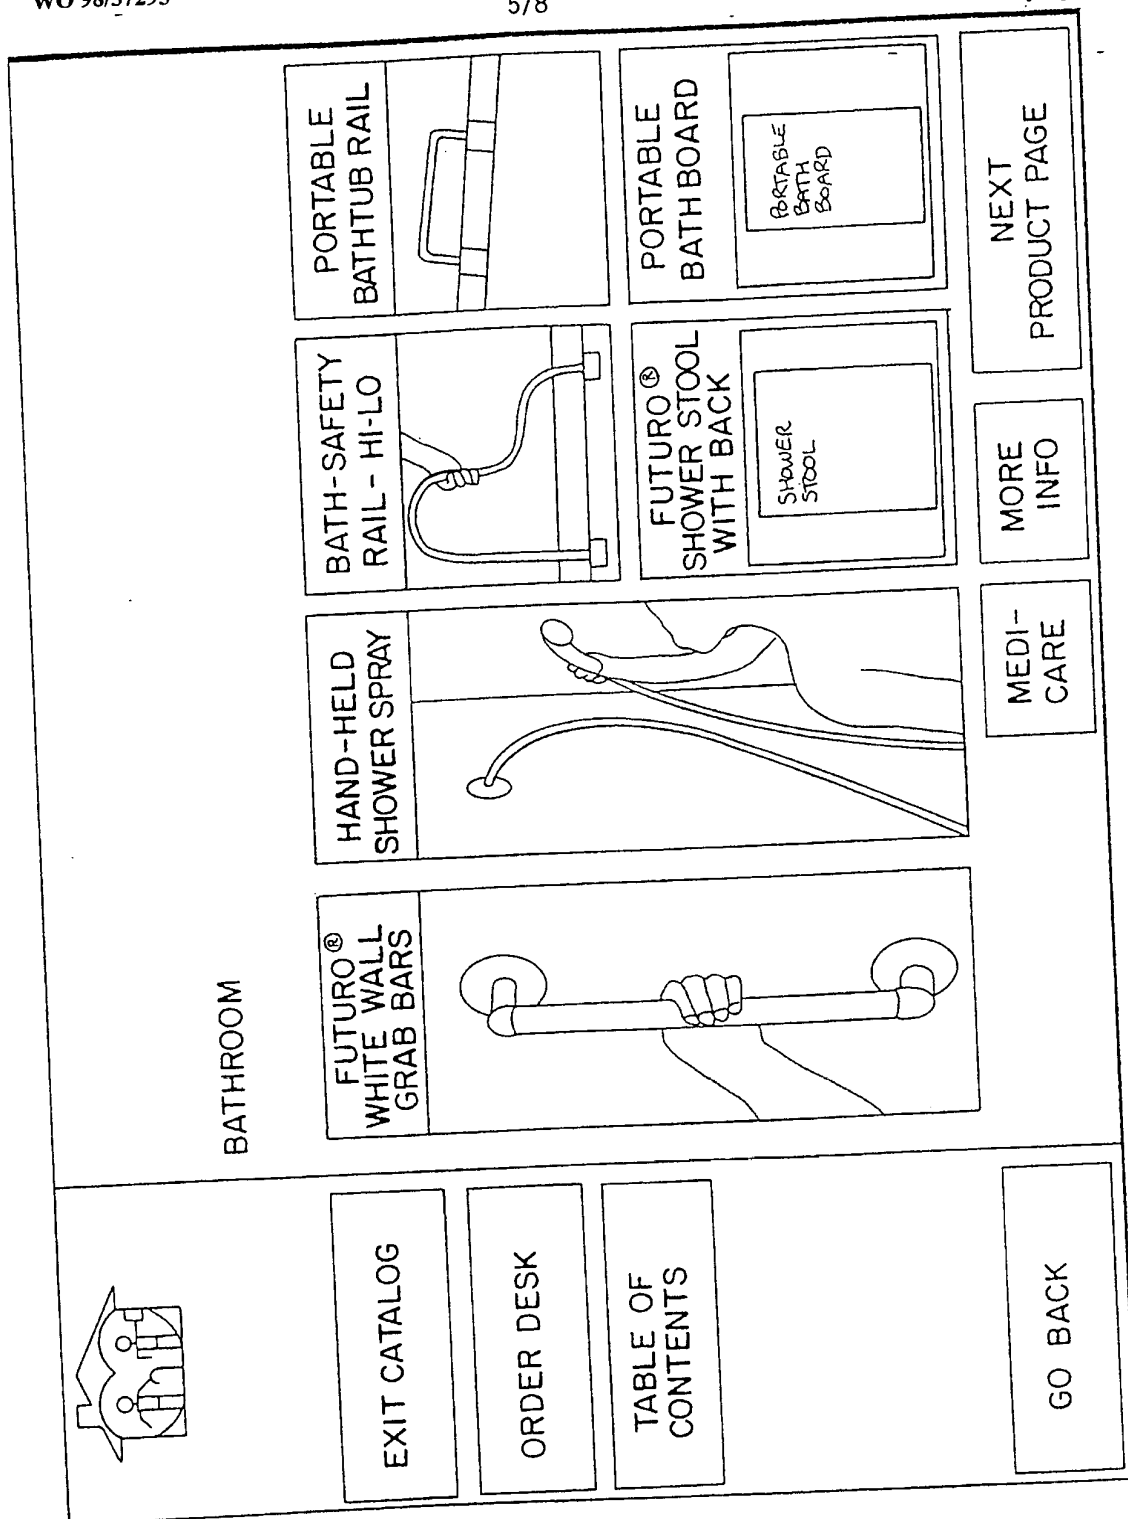 5/8
BATHROOM
EXIT CATALOG
ORDER DESK
TABLE OF
CONTENTS
GO BACK
FUTURO®
WHITE WALL
GRAB BARS
HAND-HELD
SHOWER SPRAY
BATH-SAFETY
RAIL- HI-LO
PORTABLE
BATHTUB RAIL
FUTURO®
SHOWER STOOL
WITH BACK
SHOWER
STOOL
PORTABLE
BATH BOARD
PORTABLE
BATH
BOARD
MEDI-
CARE
MORE
INFO
NEXT
PRODUCT PAGE